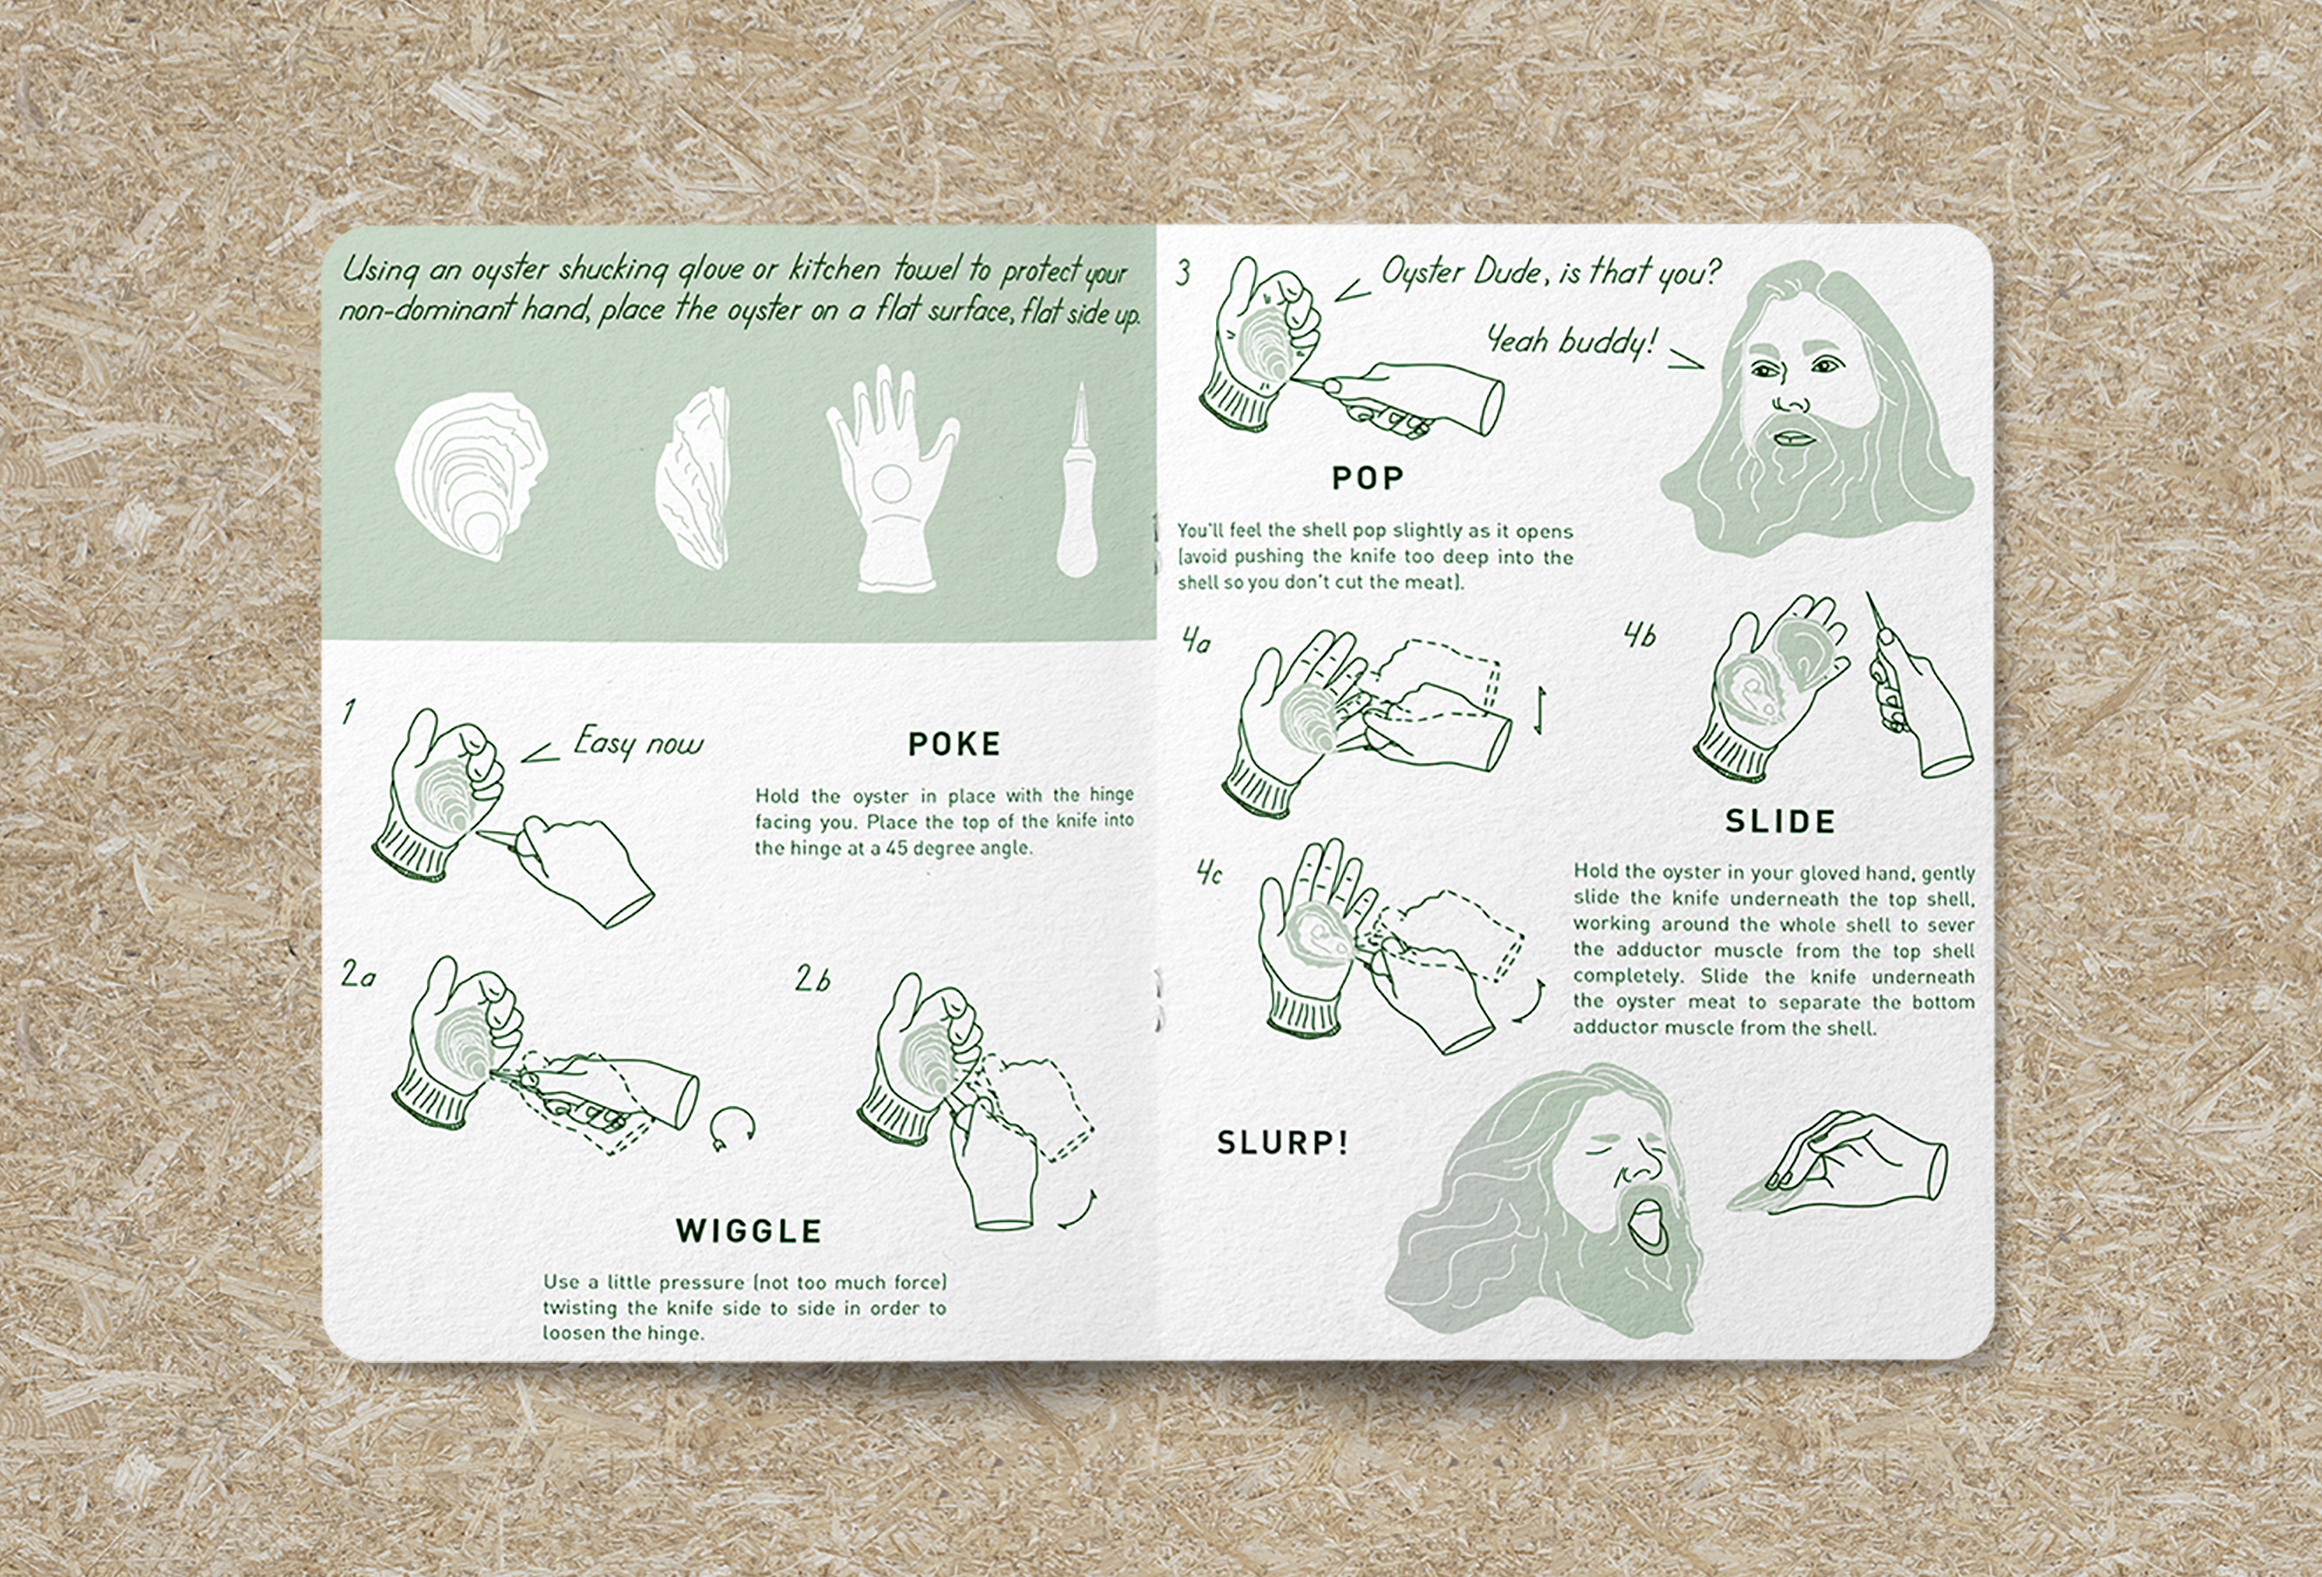 Using an oyster shucking glove or kitchen towel to protect your
non-dominant hand, place the oyster on a flat surface, flat side up.
1
Easy now
POKE
Hold the oyster in place with the hinge
facing you. Place the top of the knife into
the hinge at a 45 degree angle.
2a
2b
WIGGLE
Use a little pressure (not too much force)
twisting the knife side to side in order to
loosen the hinge.
3
Oyster Dude, is that you?
Yeah buddy!
POP
You'll feel the shell pop slightly as it opens
(avoid pushing the knife too deep into the
shell so you don't cut the meat).
4a
4b
4c
SLIDE
Hold the oyster in your gloved hand, gently
slide the knife underneath the top shell,
working around the whole shell to sever
the adductor muscle from the top shell
completely. Slide the knife underneath
the oyster meat to separate the bottom
adductor muscle from the shell.
SLURP!